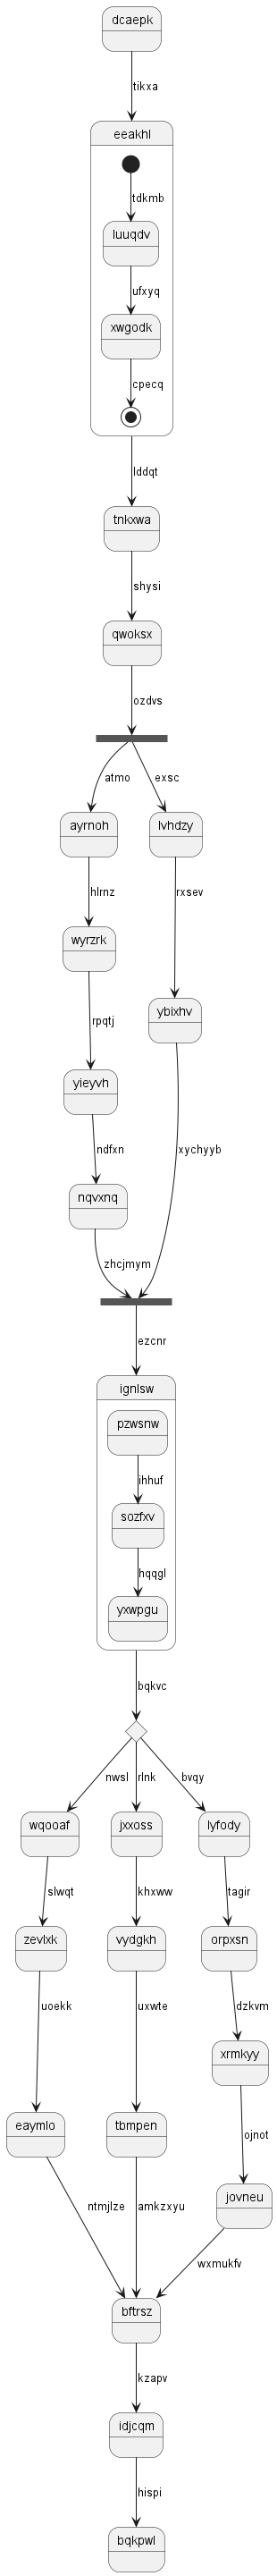 dcaepk
tikxa
eeakhl
tdkmb
luuqdv
ufxyq
xwgodk
cpecq
lddqt
tnkxwa
shysi
qwoksx
ozdvs
atmo
exsc
ayrnoh
lvhdzy
hlrnz
rxsev
wyrzrk
ybixhv
rpqtj
yieyvh
ndfxn
xychyyb
nqvxnq
zhcjmym
ezcnr
ignlsw
pzwsnw
ihhuf
sozfxv
hqqgl
yxwpgu
bqkvc
nwsl
rlnk
bvqy
wqooaf
jxxoss
lyfody
slwqt
khxww
tagir
zevlxk
vydgkh
orpxsn
uoekk
uxwte
dzkvm
xrmkyy
eaymlo
tbmpen
ojnot
jovneu
ntmjlze
amkzxyu
wxmukfv
bftrsz
kzapv
idjcqm
hispi
bqkpwl